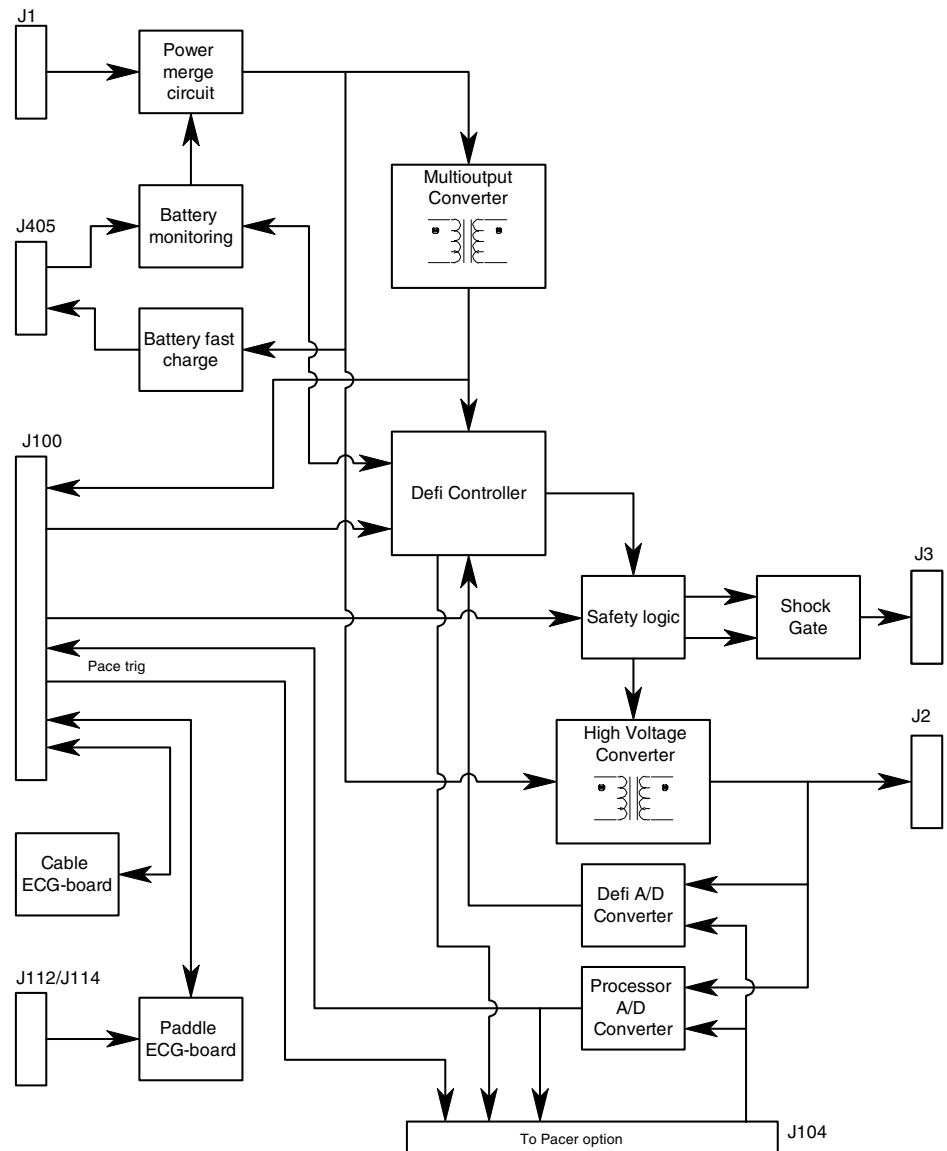 J1
Power
merge
circuit
Multioutput
Converter
J405
Battery
monitoring
Battery fast
charge
J100
Defi Controller
J3
Safety logic
Shock
Gate
Pace trig
J2
High Voltage
Converter
Cable
ECG-board
Defi A/D
Converter
J112/J114
Processor
A/D
Converter
Paddle
ECG-board
To Pacer option
J104